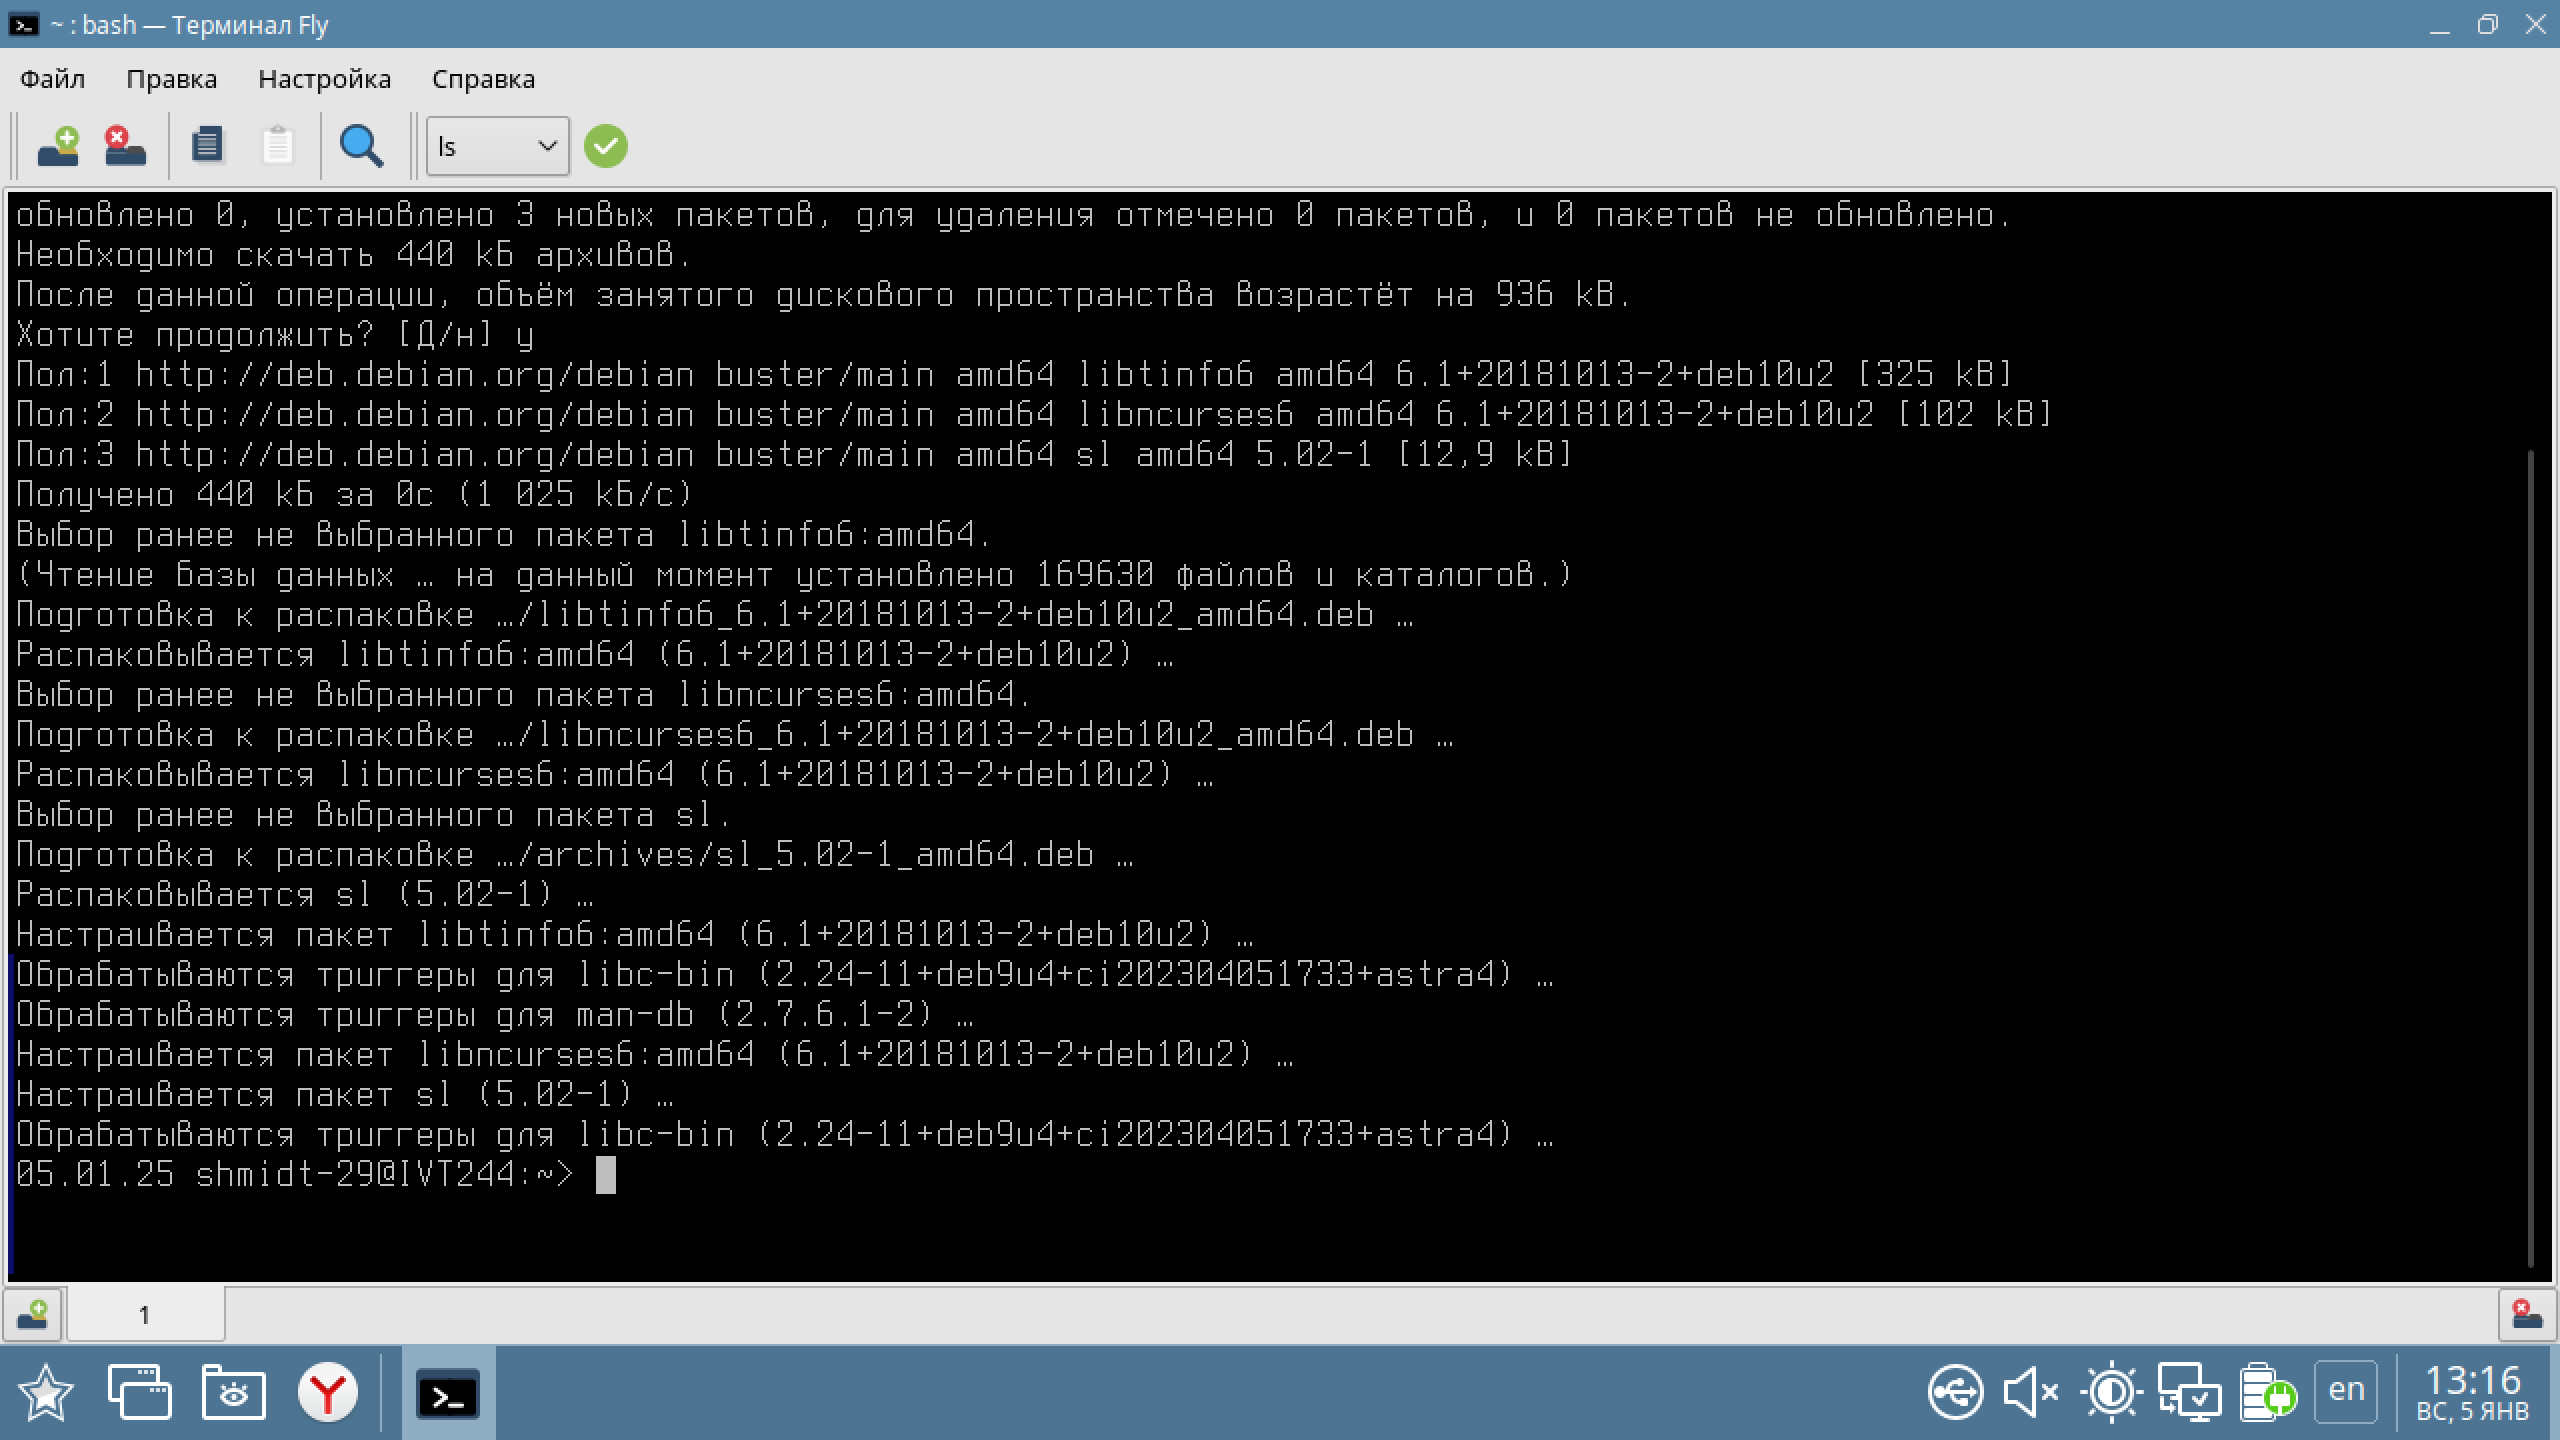 ~ : bash — Терминал Fly
Файл Правка Настройка Справка
ls
обновлено 0, установлено 3 новых пакетов, для удаления отмечено 0 пакетов, и 0 пакетов не обновлено.
Необходимо скачать 440 kБ архивов.
После данной операции, объём занятого дискового пространства возрастёт на 936 kB.
Хотите продолжить? [Д/н] y
Пол:1 http://deb.debian.org/debian buster/main amd64 libtinfo6 amd64 6.1+20181013-2+deb10u2 [325 kB]
Пол:2 http://deb.debian.org/debian buster/main amd64 libncurses6 amd64 6.1+20181013-2+deb10u2 [102 kB]
Пол:3 http://deb.debian.org/debian buster/main amd64 sl amd64 5.02-1 [12,9 kB]
Получено 440 kБ за 0с (1 025 kБ/c)
Выбор ранее не выбранного пакета libtinfo6:amd64.
(Чтение базы данных … на данный момент установлено 169630 файлов и каталогов.)
Подготовка к распаковке …/libtinfo6_6.1+20181013-2+deb10u2_amd64.deb …
Распаковывается libtinfo6:amd64 (6.1+20181013-2+deb10u2) …
Выбор ранее не выбранного пакета libncurses6:amd64.
Подготовка к распаковке …/libncurses6_6.1+20181013-2+deb10u2_amd64.deb …
Распаковывается libncurses6:amd64 (6.1+20181013-2+deb10u2) …
Выбор ранее не выбранного пакета sl.
Подготовка к распаковке …/archives/sl_5.02-1_amd64.deb …
Распаковывается sl (5.02-1) …
Настраивается пакет libtinfo6:amd64 (6.1+20181013-2+deb10u2) …
Обрабатываются триггеры для libc-bin (2.24-11+deb9u4+ci202304051733+astra4) …
Обрабатываются триггеры для man-db (2.7.6.1-2) …
Настраивается пакет libncurses6:amd64 (6.1+20181013-2+deb10u2) …
Настраивается пакет sl (5.02-1) …
Обрабатываются триггеры для libc-bin (2.24-11+deb9u4+ci202304051733+astra4) …
05.01.25 shmidt-29@IVT244:~>
1
en
13:16
ВС, 5 ЯНВ